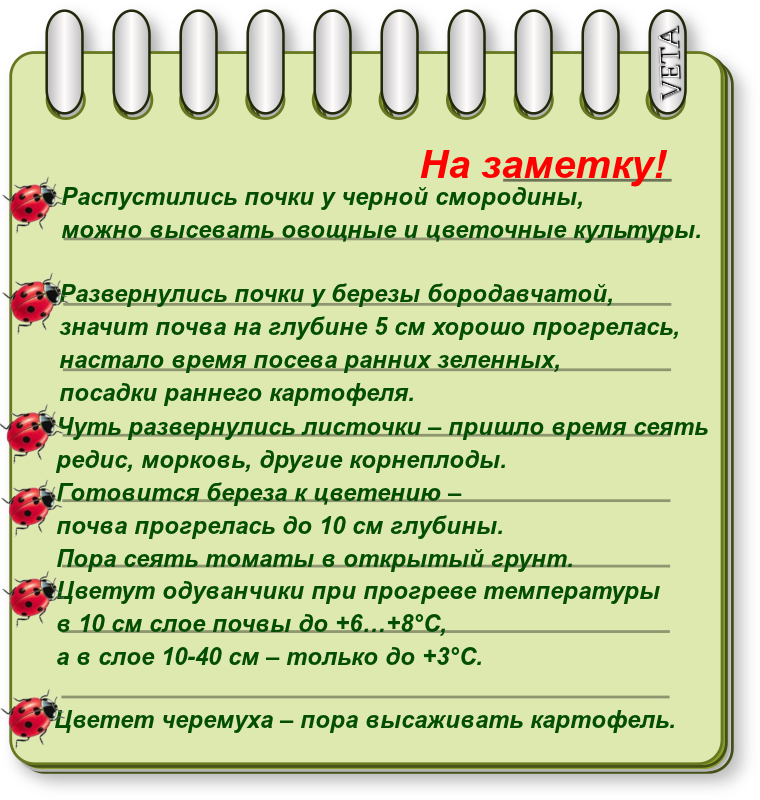 VETA
На заметку!
Распустились почки у черной смородины,
можно высевать овощные и цветочные культуры.
Развернулись почки у березы бородавчатой,
значит почва на глубине 5 см хорошо прогрелась,
настало время посева ранних зеленных,
посадки раннего картофеля.
Чуть развернулись листочки – пришло время сеять
редис, морковь, другие корнеплоды.
Готовится береза к цветению –
почва прогрелась до 10 см глубины.
Пора сеять томаты в открытый грунт.
Цветут одуванчики при прогреве температуры
в 10 см слое почвы до +6…+8°С,
а в слое 10-40 см – только до +3°С.
Цветет черемуха – пора высаживать картофель.